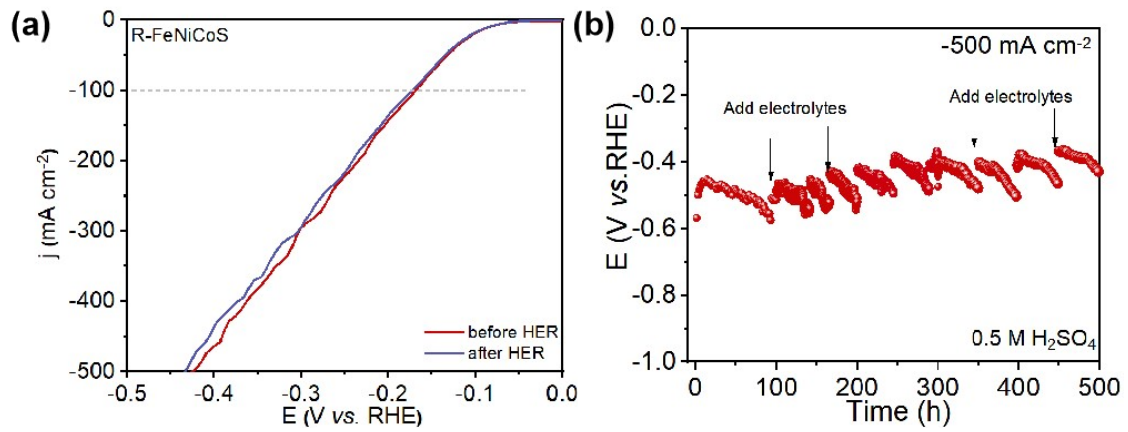 (a)
R-FeNiCoS
0
-100
-200
-300
-400
-500
j (mA cm⁻²)
before HER
after HER
-0.5 -0.4 -0.3 -0.2 -0.1 0.0
E (V vs. RHE)
(b)
-500 mA cm⁻²
Add electrolytes
Add electrolytes
0.0
-0.2
-0.4
-0.6
-0.8
-1.0
E (V vs.RHE)
0.5 M H₂SO₄
0 100 200 300 400 500
Time (h)